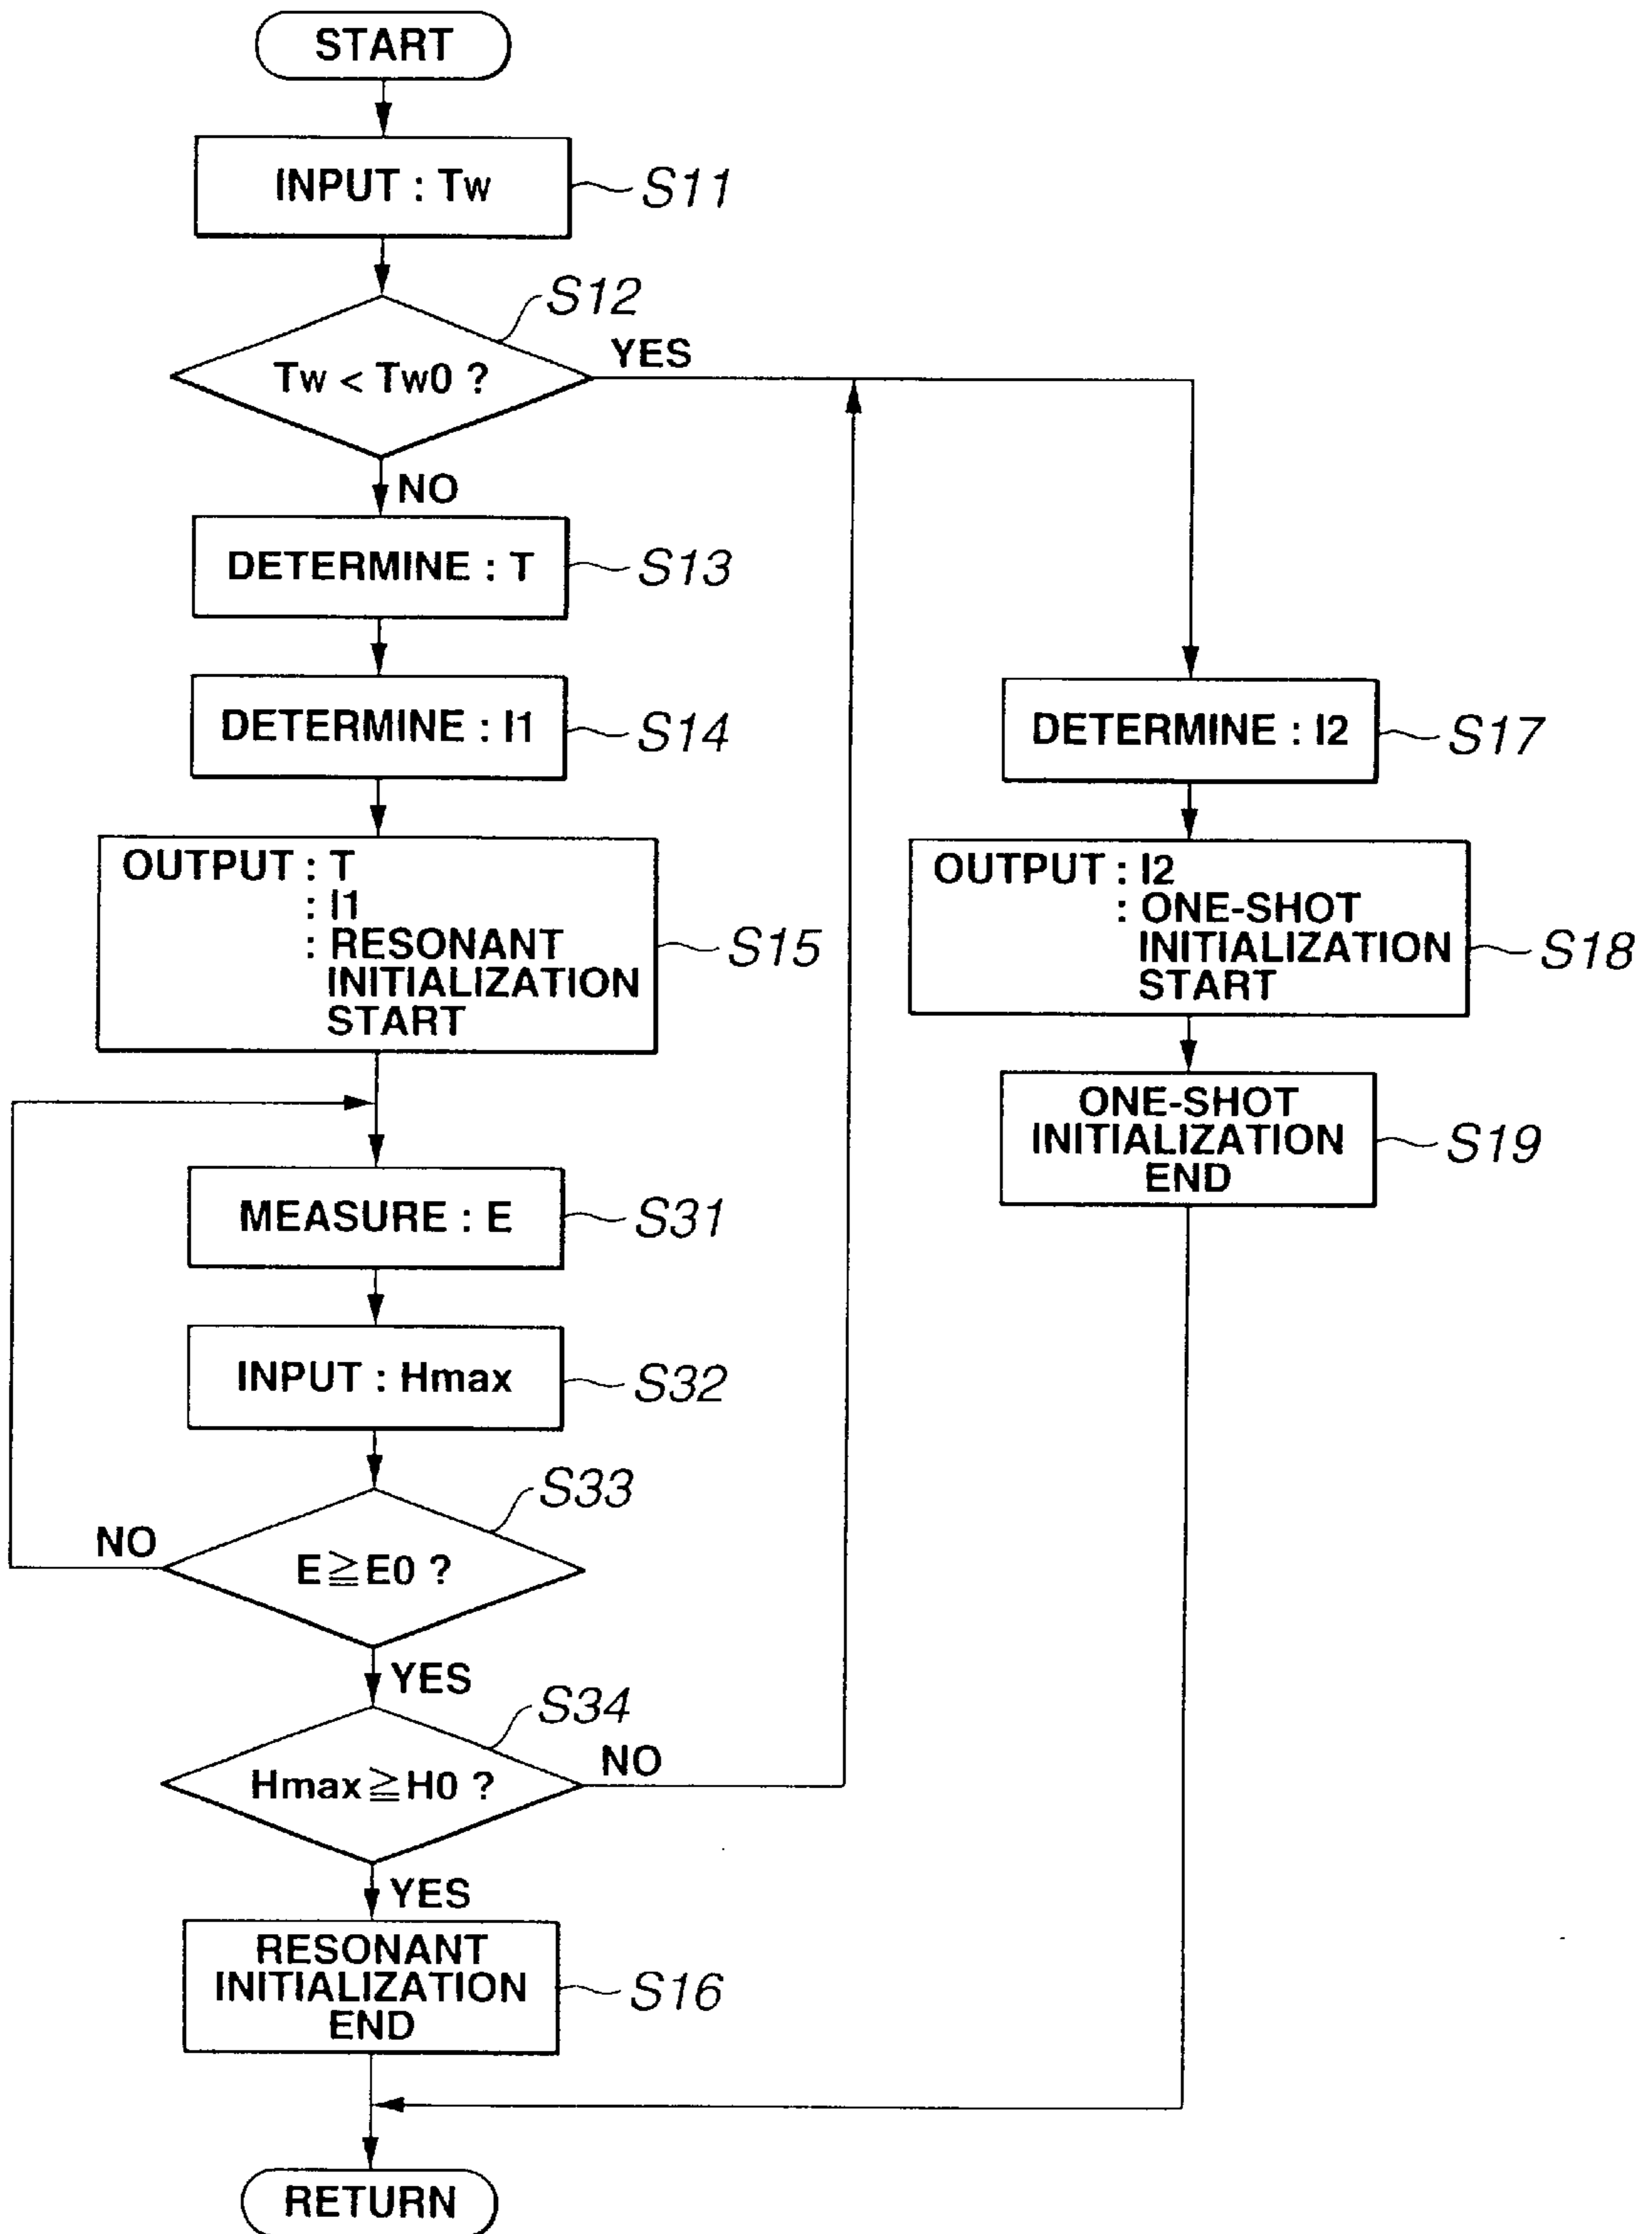 START
INPUT : Tw
S11
S12
Tw < Tw0 ?
YES
NO
DETERMINE : T
S13
DETERMINE : I1
S14
OUTPUT : T
: I1
: RESONANT
INITIALIZATION
START
S15
MEASURE : E
S31
INPUT : Hmax
S32
S33
E ≧ E0 ?
NO
YES
S34
Hmax ≧ H0 ?
NO
YES
RESONANT
INITIALIZATION
END
S16
DETERMINE : I2
S17
OUTPUT : I2
: ONE-SHOT
INITIALIZATION
START
S18
ONE-SHOT
INITIALIZATION
END
S19
RETURN